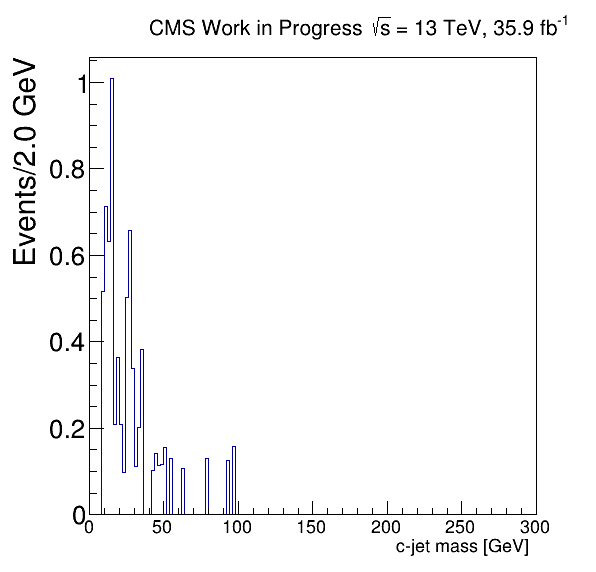 CMS Work in Progress √s = 13 TeV, 35.9 fb⁻¹
Events/2.0 GeV
1
0.8
0.6
0.4
0.2
0
0 50 100 150 200 250 300
c-jet mass [GeV]